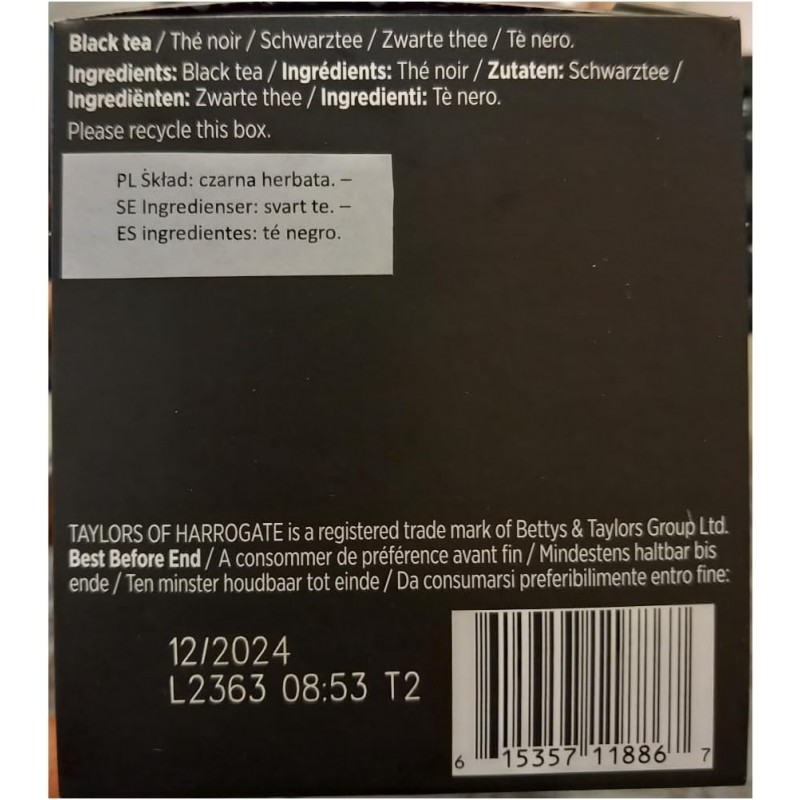 Black tea / Thé noir / Schwarztee / Zwarte thee / Tè nero.
Ingredients: Black tea / Ingrédients: Thé noir / Zutaten: Schwarztee /
Ingrediënten: Zwarte thee / Ingredienti: Tè nero.
Please recycle this box.
PL Skład: czarna herbata. –
SE Ingredienser: svart te. –
ES ingredientes: té negro.
TAYLORS OF HARROGATE is a registered trade mark of Bettys & Taylors Group Ltd.
Best Before End / A consommer de préférence avant fin / Mindestens haltbar bis
ende / Ten minster houdbaar tot einde / Da consumarsi preferibilmente entro fine:
12/2024
L2363 08:53 T2
6 15357 11886 7